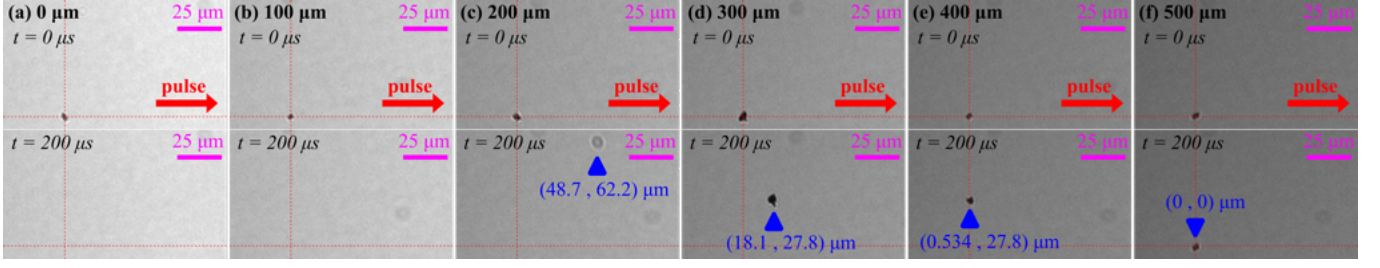 (a) 0 μm
25 μm
t = 0 μs
pulse
t = 200 μs
25 μm
(b) 100 μm
25 μm
t = 0 μs
pulse
t = 200 μs
25 μm
(c) 200 μm
25 μm
t = 0 μs
pulse
t = 200 μs
25 μm
(48.7 , 62.2) μm
(d) 300 μm
25 μm
t = 0 μs
pulse
t = 200 μs
25 μm
(18.1 , 27.8) μm
(e) 400 μm
25 μm
t = 0 μs
pulse
t = 200 μs
25 μm
(0.534 , 27.8) μm
(f) 500 μm
25 μm
t = 0 μs
pulse
t = 200 μs
25 μm
(0 , 0) μm